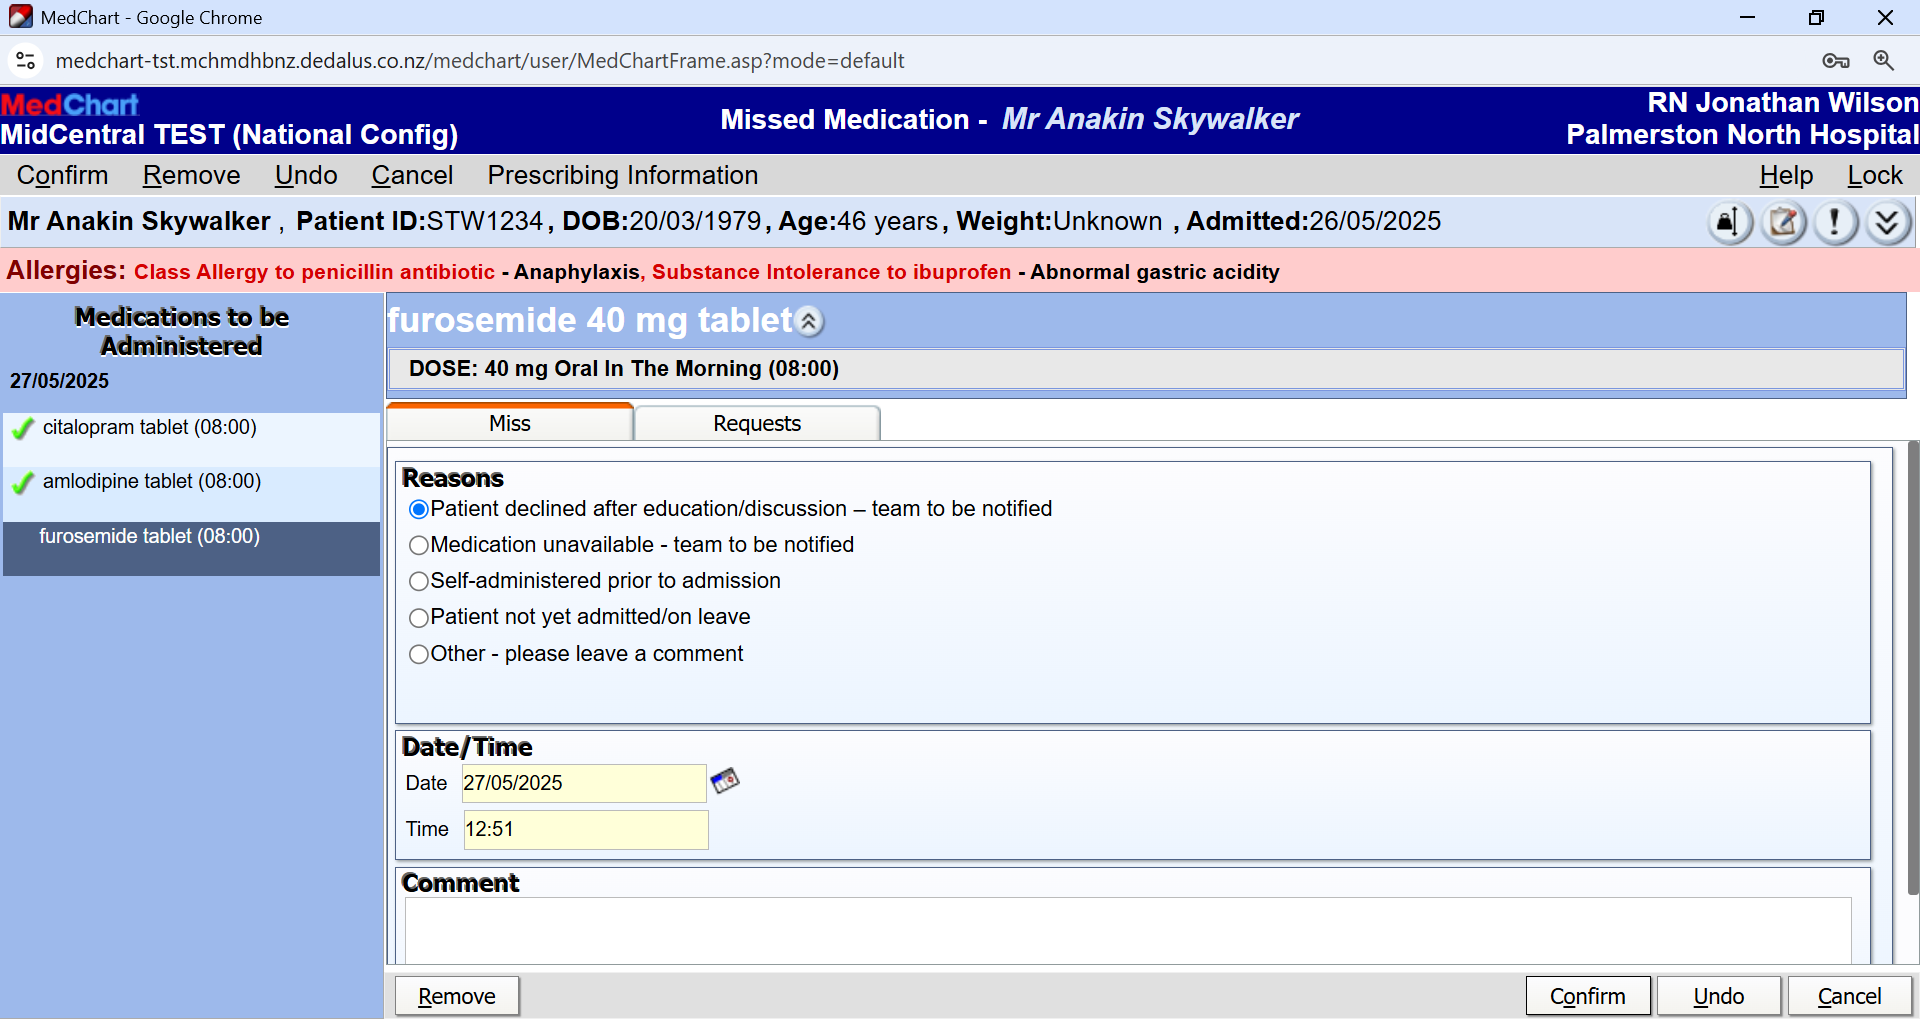 MedChart - Google Chrome
medchart-tst.mchmdhbnz.dedalus.co.nz/medchart/user/MedChartFrame.asp?mode=default
MedChart
MidCentral TEST (National Config)
Missed Medication - Mr Anakin Skywalker
RN Jonathan Wilson
Palmerston North Hospital
Confirm Remove Undo Cancel Prescribing Information Help Lock
Mr Anakin Skywalker , Patient ID:STW1234, DOB:20/03/1979, Age:46 years, Weight:Unknown , Admitted:26/05/2025
Allergies: Class Allergy to penicillin antibiotic - Anaphylaxis, Substance Intolerance to ibuprofen - Abnormal gastric acidity
Medications to be
Administered
27/05/2025
citalopram tablet (08:00)
amlodipine tablet (08:00)
furosemide tablet (08:00)
furosemide 40 mg tablet
DOSE: 40 mg Oral In The Morning (08:00)
Miss Requests
Reasons
Patient declined after education/discussion – team to be notified
Medication unavailable - team to be notified
Self-administered prior to admission
Patient not yet admitted/on leave
Other - please leave a comment
Date/Time
Date 27/05/2025
Time 12:51
Comment
Remove Confirm Undo Cancel